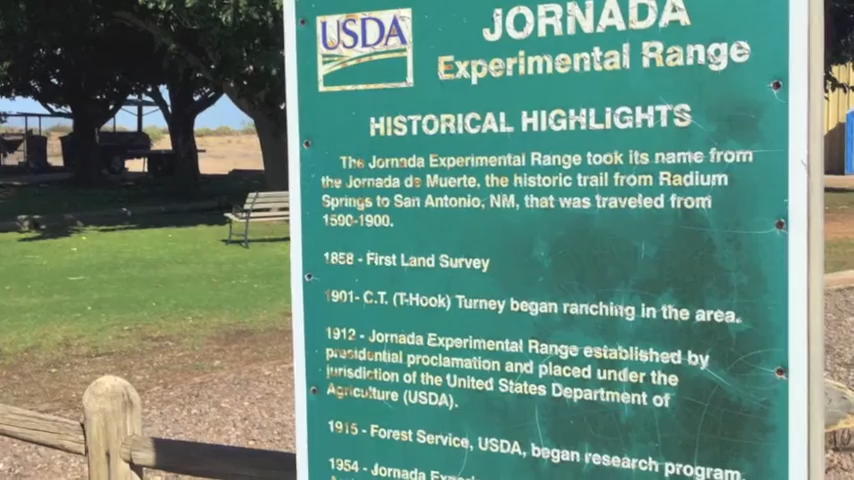 USDA
JORNADA
Experimental Range
HISTORICAL HIGHLIGHTS
The Jornada Experimental Range took its name from
the Jornada de Muerte, the historic trail from Radium
Springs to San Antonio, NM, that was traveled from
1590-1900.
1858 - First Land Survey
1901- C.T. (T-Hook) Turney began ranching in the area.
1912 - Jornada Experimental Range established by
presidential proclamation and placed under the
jurisdiction of the United States Department of
Agriculture (USDA).
1915 - Forest Service, USDA, began research program.
1954 - Jornada